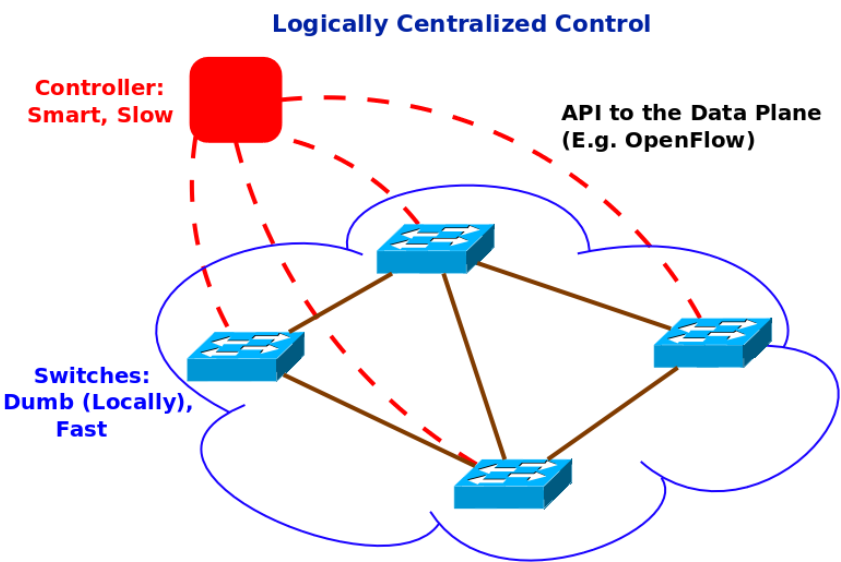 Logically Centralized Control
Controller:
Smart, Slow
API to the Data Plane
(E.g. OpenFlow)
Switches:
Dumb (Locally),
Fast